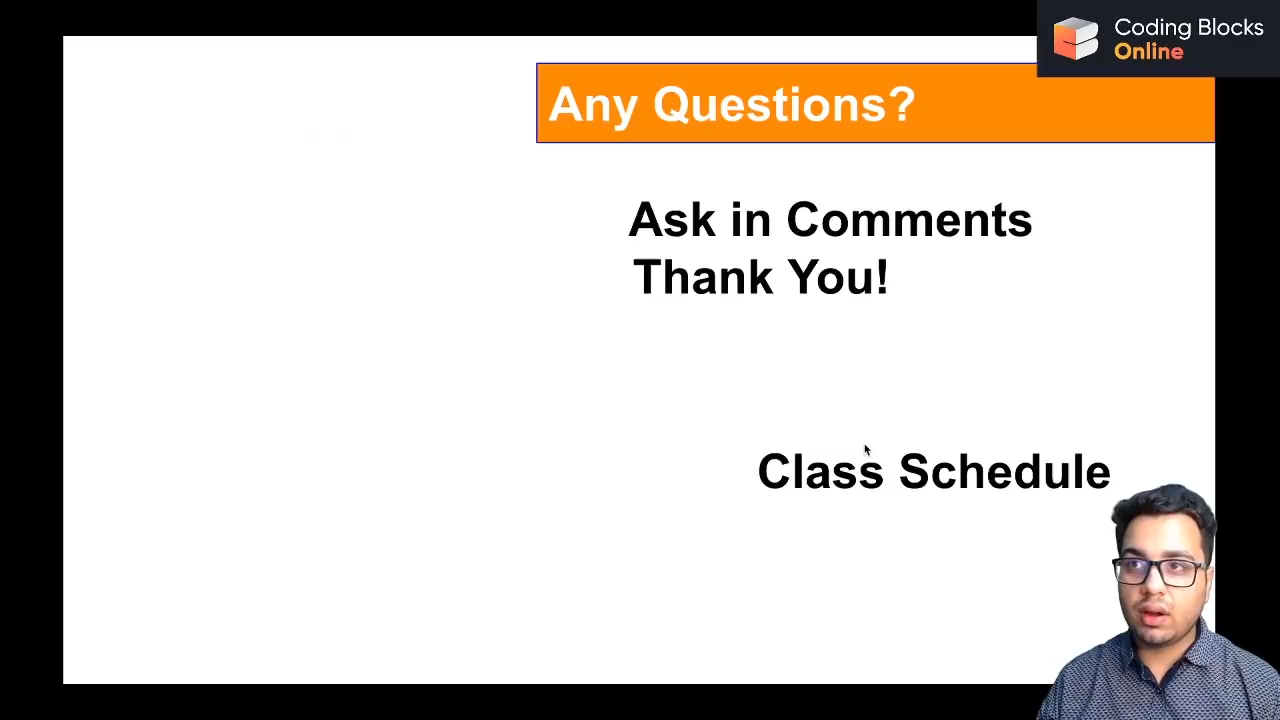 Coding Blocks
Online
Any Questions?
Ask in Comments
Thank You!
Class Schedule